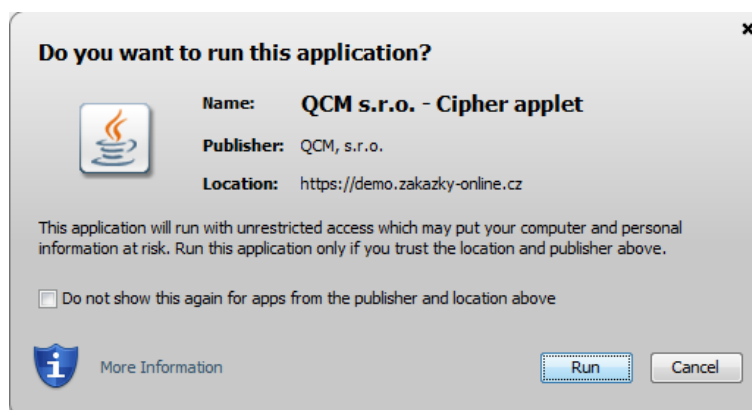 Do you want to run this application?
Name: QCM s.r.o. - Cipher applet
Publisher: QCM, s.r.o.
Location: https://demo.zakazky-online.cz
This application will run with unrestricted access which may put your computer and personal
information at risk. Run this application only if you trust the location and publisher above.
Do not show this again for apps from the publisher and location above
More Information
Run
Cancel